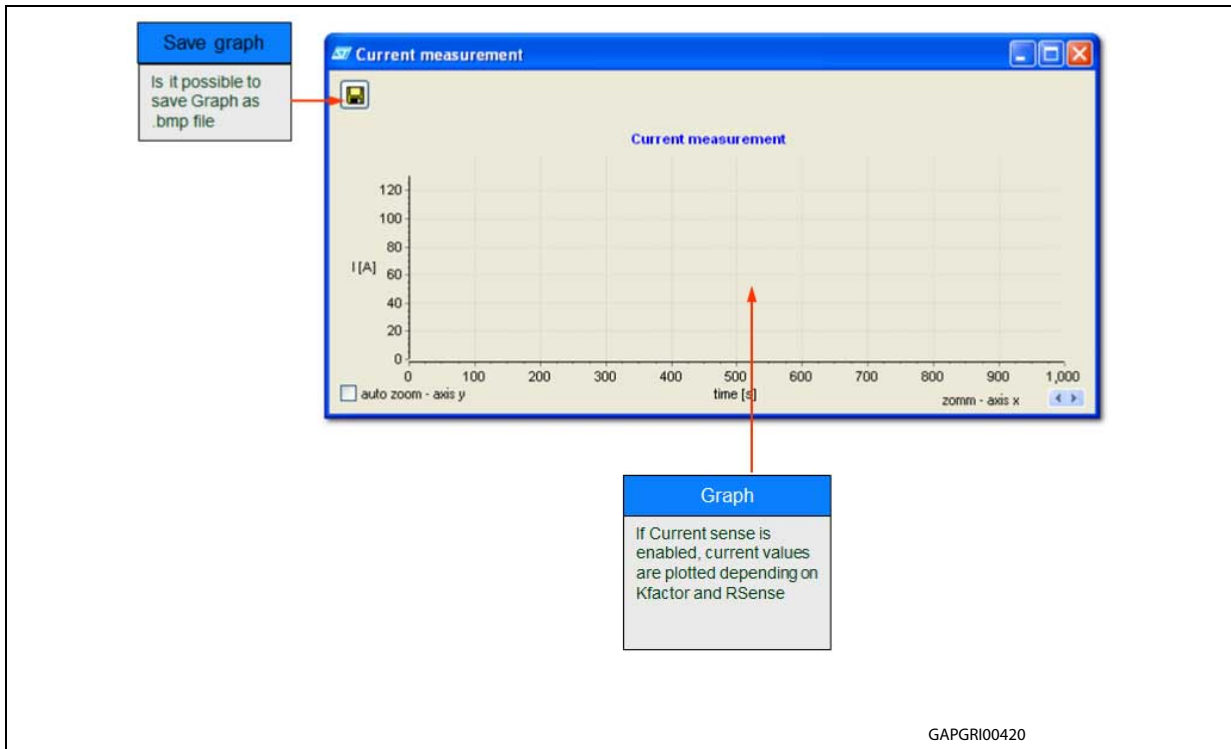 Save graph
Is it possible to
save Graph as
.bmp file
ST Current measurement
Current measurement
120
100
80
I [A]
60
40
20
0
0 100 200 300 400 500 600 700 800 900 1,000
auto zoom - axis y
time [s]
zomm - axis x
Graph
If Current sense is
enabled, current values
are plotted depending on
Kfactor and RSense
GAPGRI00420